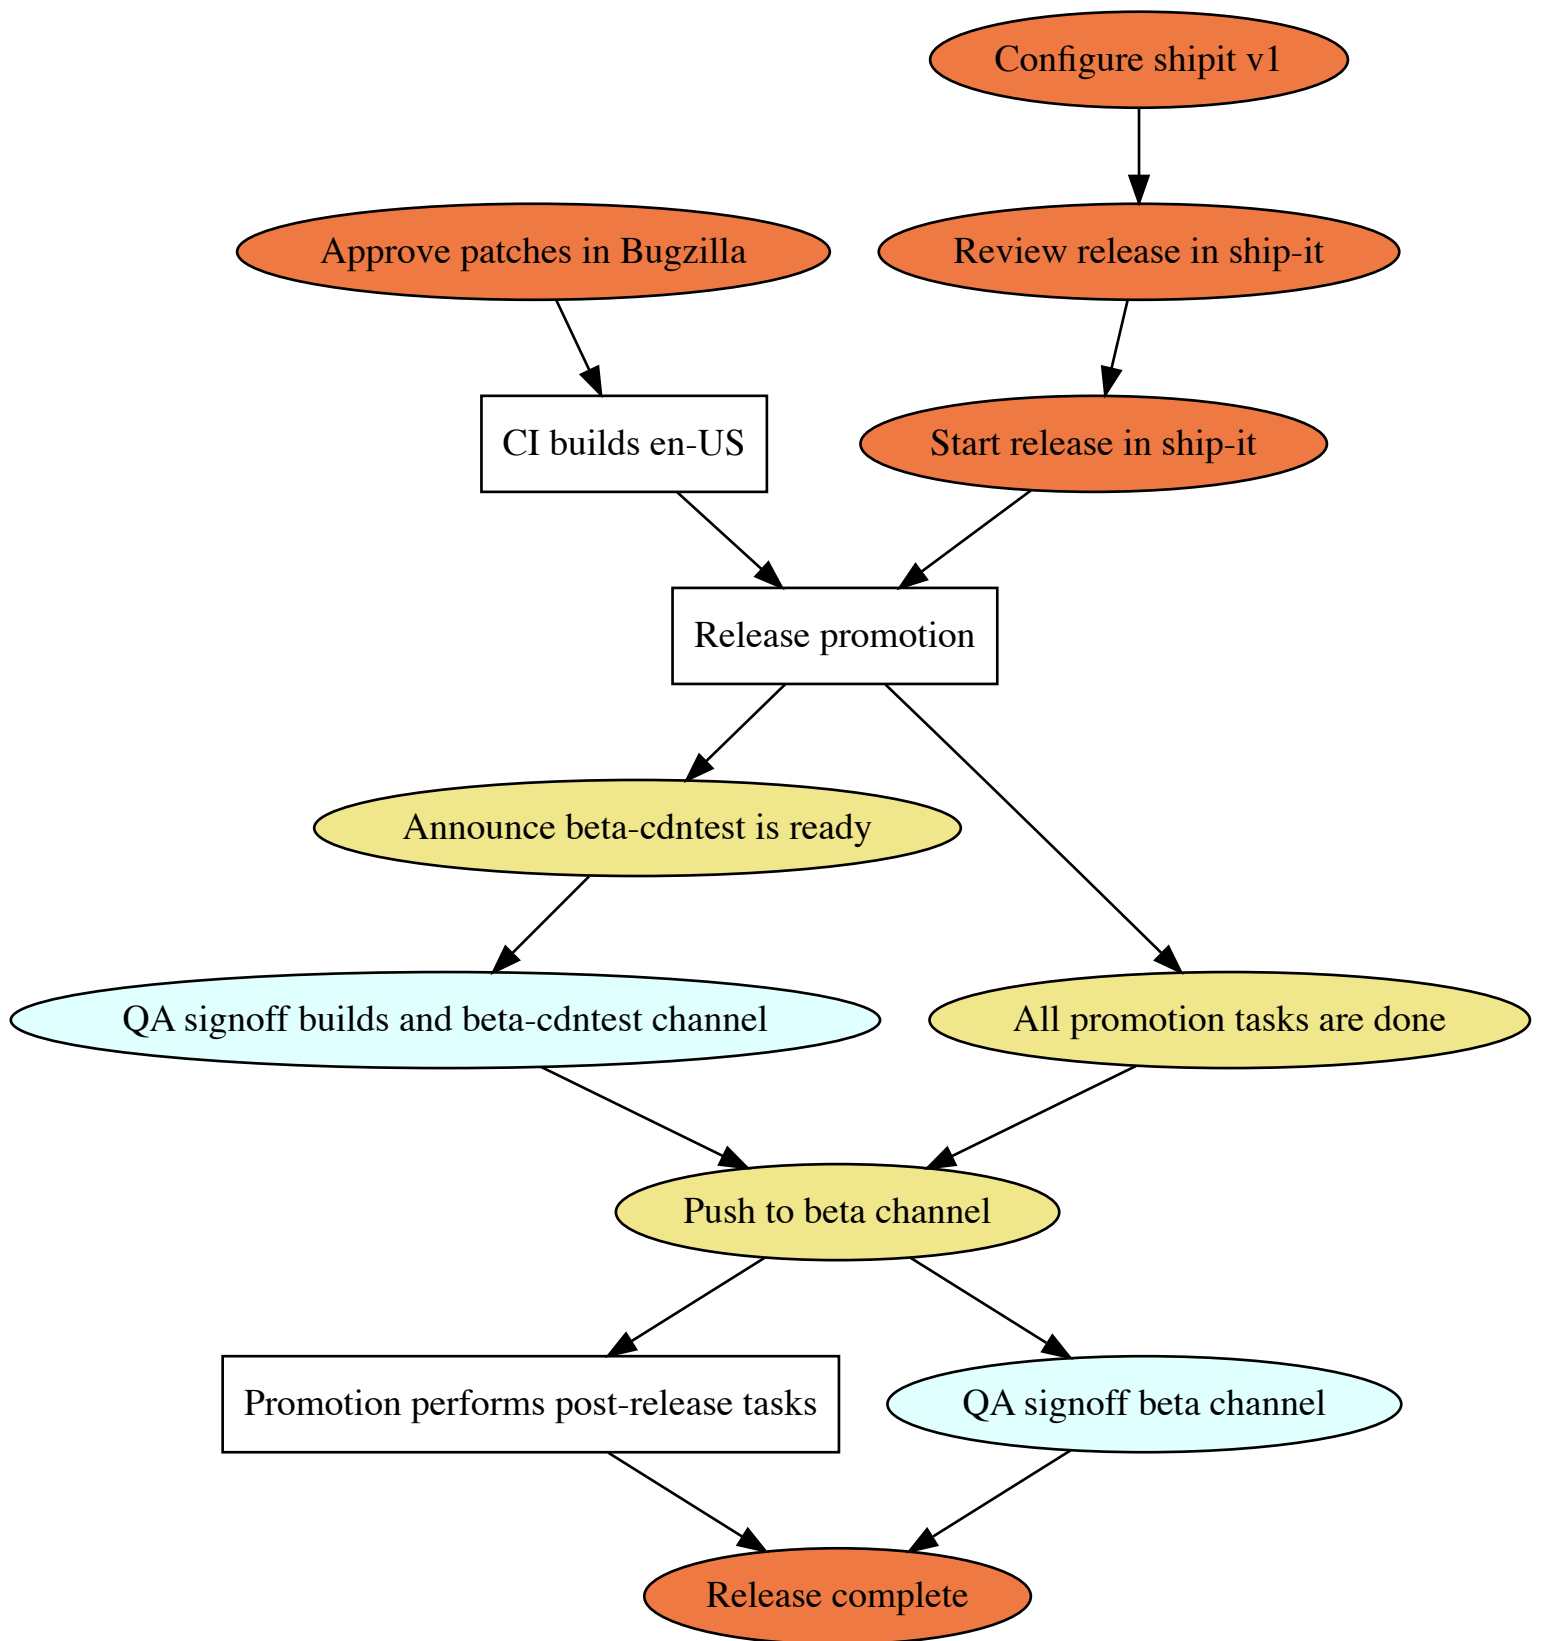 Configure shipit v1
Approve patches in Bugzilla
Review release in ship-it
CI builds en-US
Start release in ship-it
Release promotion
Announce beta-cdntest is ready
QA signoff builds and beta-cdntest channel
All promotion tasks are done
Push to beta channel
Promotion performs post-release tasks
QA signoff beta channel
Release complete